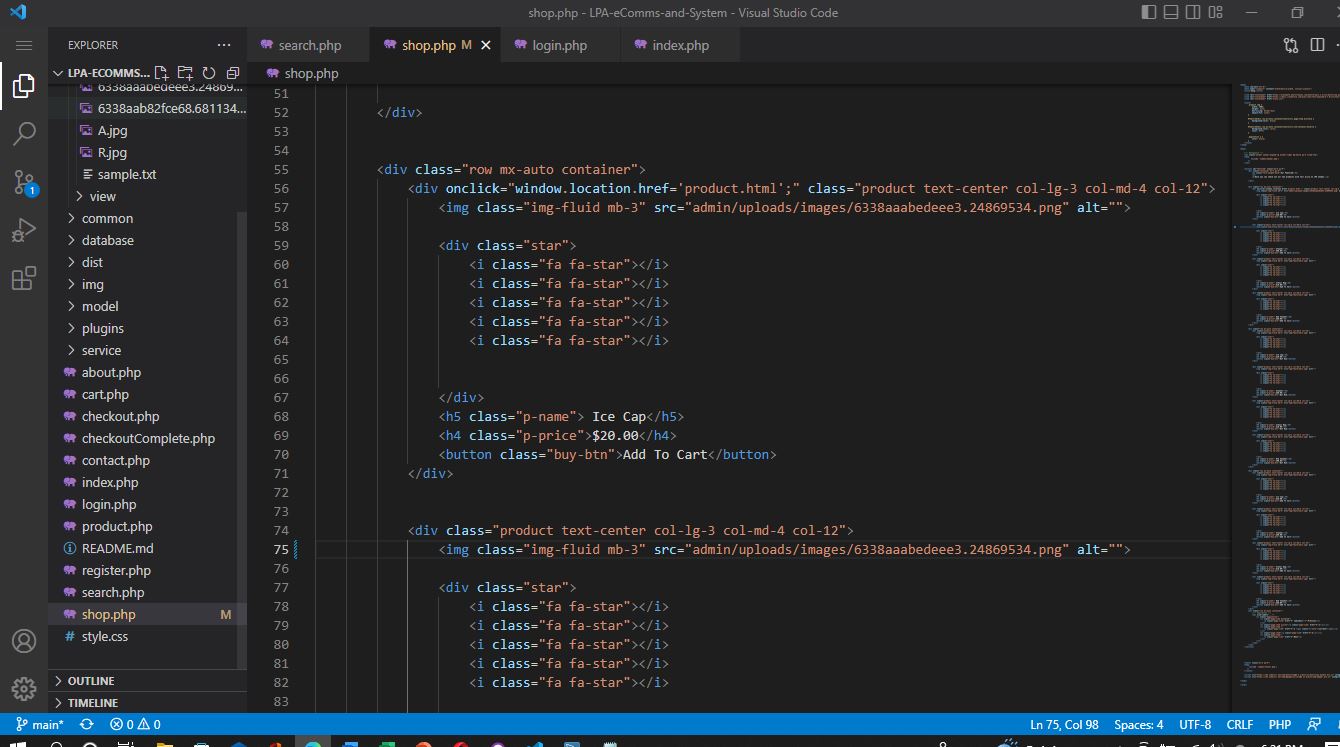 shop.php - LPA-eComms-and-System - Visual Studio Code
EXPLORER
search.php
shop.php M
login.php
index.php
LPA-ECOMMS...
shop.php
6338aaabedeee3.24869...
6338aab82fce68.681134...
A.jpg
R.jpg
sample.txt
view
common
database
dist
img
model
plugins
service
about.php
cart.php
checkout.php
checkoutComplete.php
contact.php
index.php
login.php
product.php
README.md
register.php
search.php
shop.php M
style.css
OUTLINE
TIMELINE
51
52 </div>
53
54
55 <div class="row mx-auto container">
56 <div onclick="window.location.href='product.html';" class="product text-center col-lg-3 col-md-4 col-12">
57 <img class="img-fluid mb-3" src="admin/uploads/images/6338aaabedeee3.24869534.png" alt="">
58
59 <div class="star">
60 <i class="fa fa-star"></i>
61 <i class="fa fa-star"></i>
62 <i class="fa fa-star"></i>
63 <i class="fa fa-star"></i>
64 <i class="fa fa-star"></i>
65
66
67 </div>
68 <h5 class="p-name"> Ice Cap</h5>
69 <h4 class="p-price">$20.00</h4>
70 <button class="buy-btn">Add To Cart</button>
71 </div>
72
73
74 <div class="product text-center col-lg-3 col-md-4 col-12">
75 <img class="img-fluid mb-3" src="admin/uploads/images/6338aaabedeee3.24869534.png" alt="">
76
77 <div class="star">
78 <i class="fa fa-star"></i>
79 <i class="fa fa-star"></i>
80 <i class="fa fa-star"></i>
81 <i class="fa fa-star"></i>
82 <i class="fa fa-star"></i>
83
1
main* 0 0
Ln 75, Col 98 Spaces: 4 UTF-8 CRLF PHP